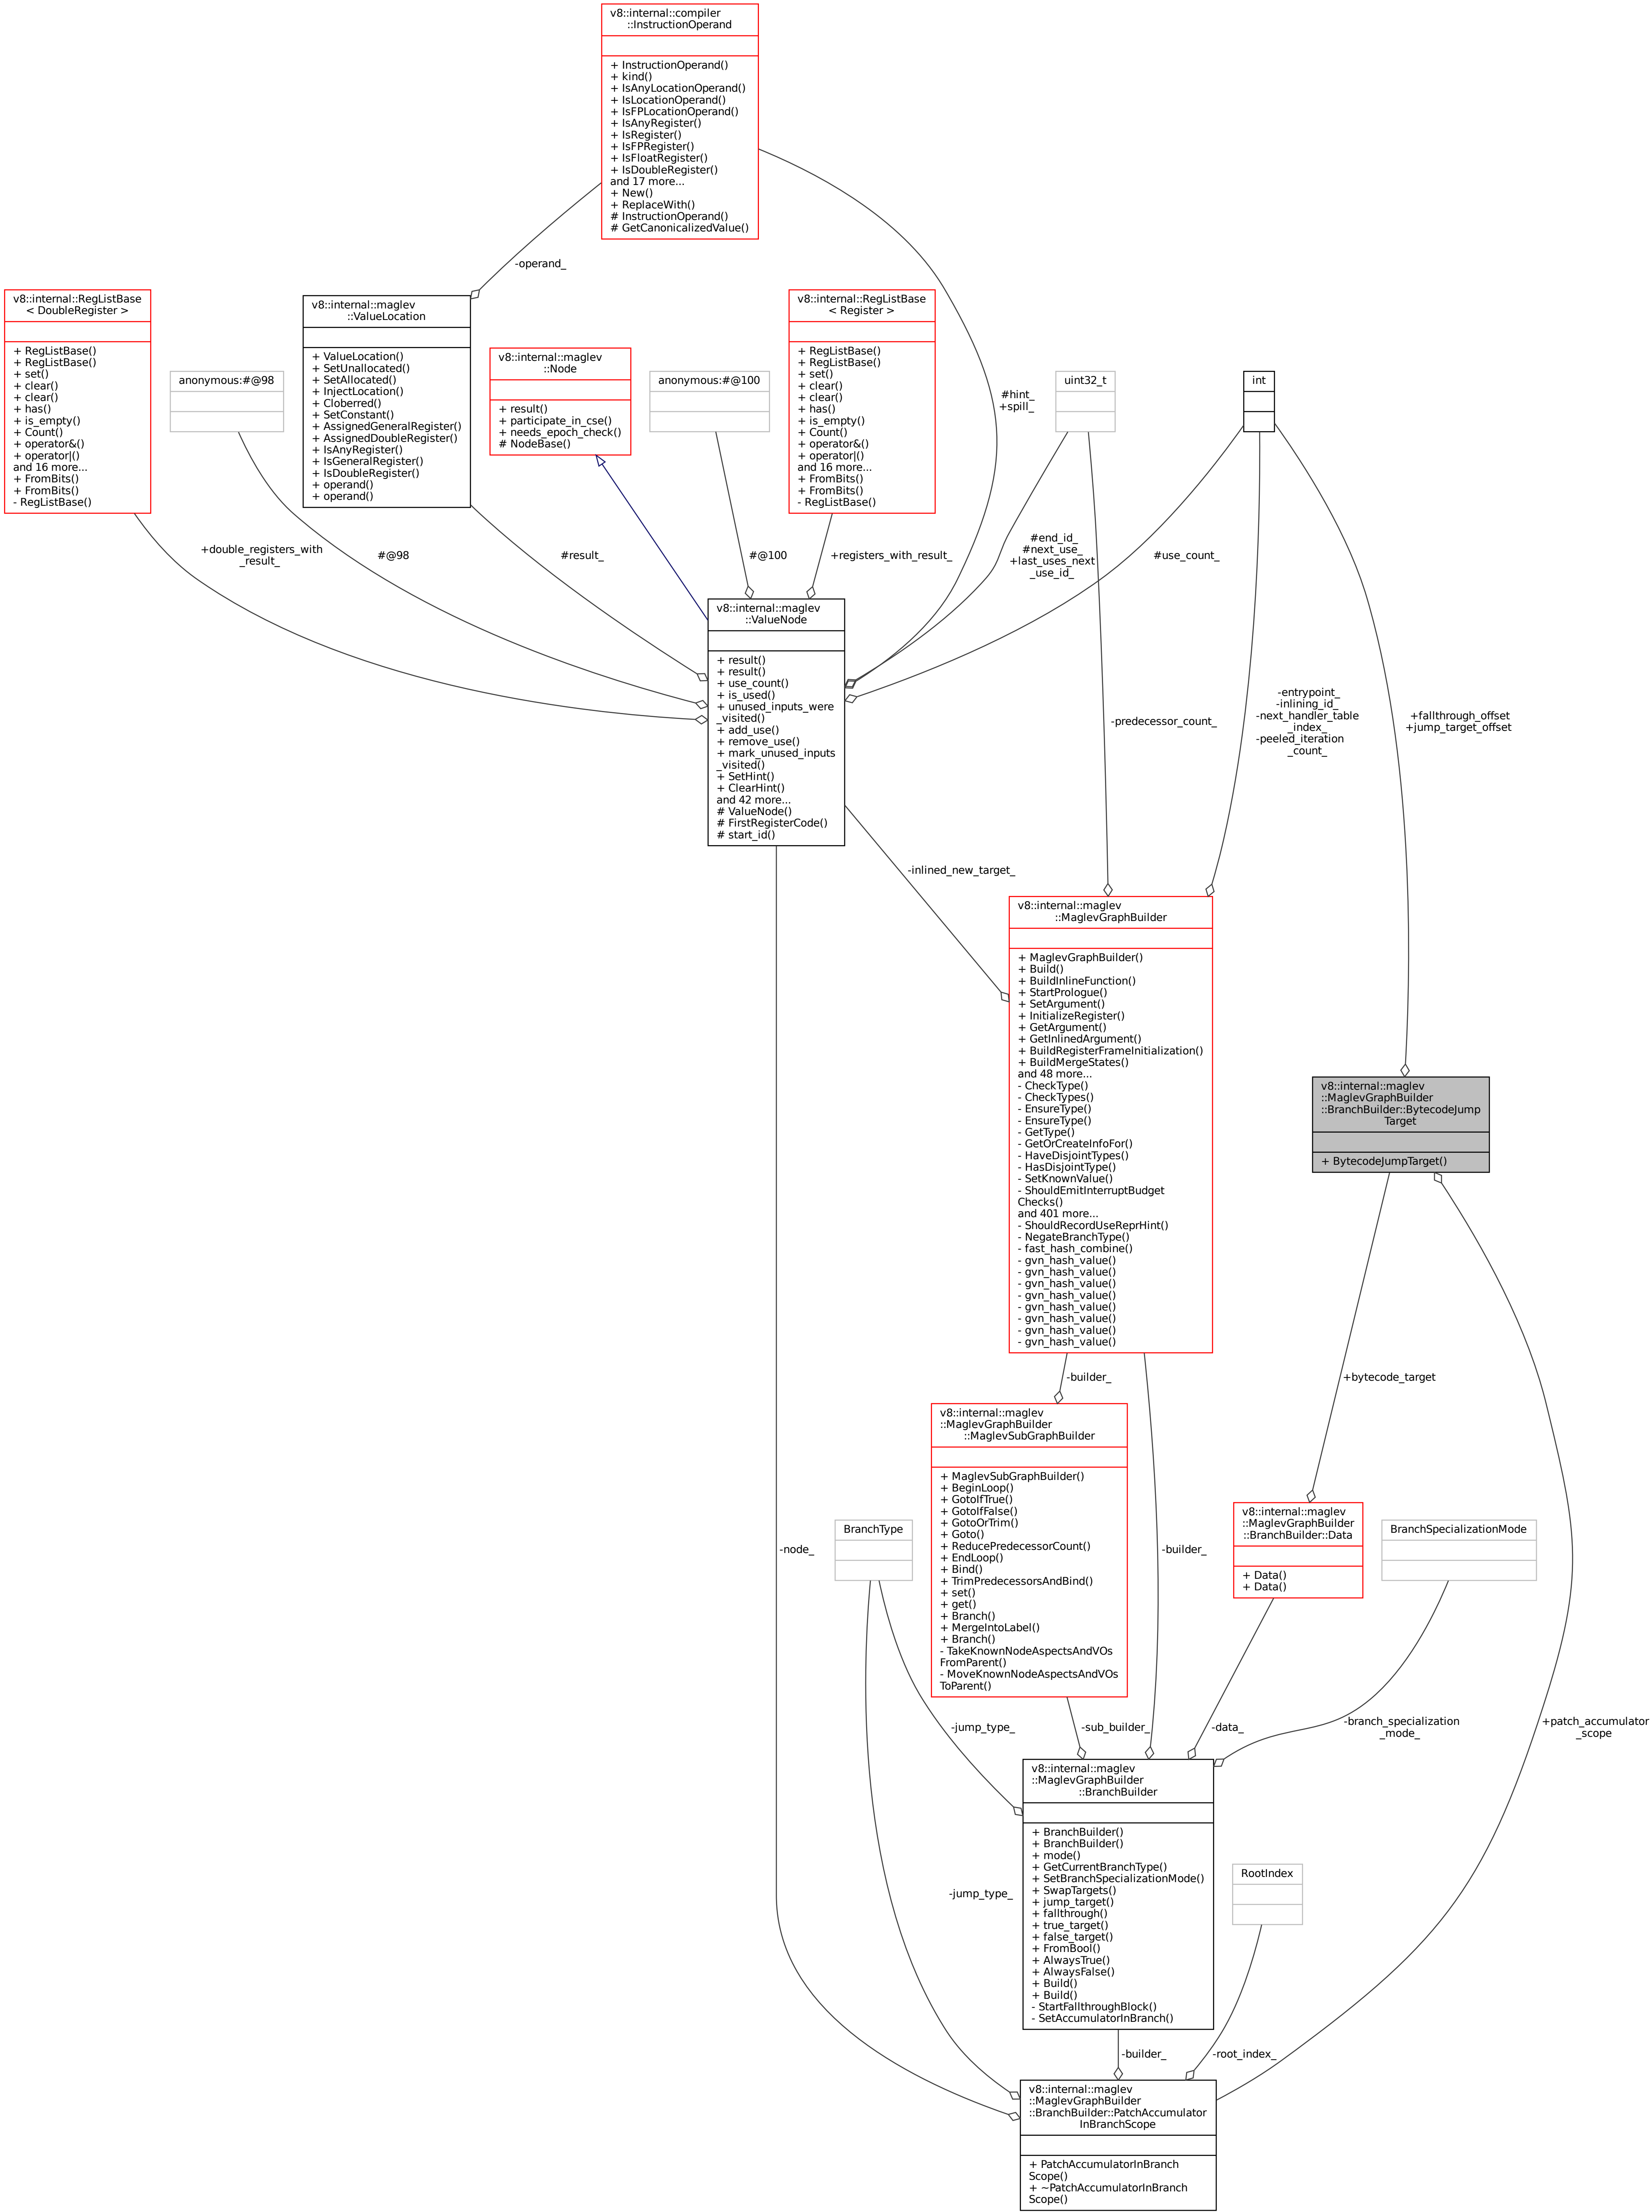 v8::internal::compiler
::InstructionOperand
+ InstructionOperand()
+ kind()
+ IsAnyLocationOperand()
+ IsLocationOperand()
+ IsFPLocationOperand()
+ IsAnyRegister()
+ IsRegister()
+ IsFPRegister()
+ IsFloatRegister()
+ IsDoubleRegister()
and 17 more...
+ New()
+ ReplaceWith()
# InstructionOperand()
# GetCanonicalizedValue()
-operand_
v8::internal::RegListBase
< DoubleRegister >
+ RegListBase()
+ RegListBase()
+ set()
+ clear()
+ clear()
+ has()
+ is_empty()
+ Count()
+ operator&()
+ operator|()
and 16 more...
+ FromBits()
+ FromBits()
- RegListBase()
anonymous:#@98
v8::internal::maglev
::ValueLocation
+ ValueLocation()
+ SetUnallocated()
+ SetAllocated()
+ InjectLocation()
+ Cloberred()
+ SetConstant()
+ AssignedGeneralRegister()
+ AssignedDoubleRegister()
+ IsAnyRegister()
+ IsGeneralRegister()
+ IsDoubleRegister()
+ operand()
+ operand()
v8::internal::maglev
::Node
+ result()
+ participate_in_cse()
+ needs_epoch_check()
# NodeBase()
anonymous:#@100
v8::internal::RegListBase
< Register >
+ RegListBase()
+ RegListBase()
+ set()
+ clear()
+ clear()
+ has()
+ is_empty()
+ Count()
+ operator&()
+ operator|()
and 16 more...
+ FromBits()
+ FromBits()
- RegListBase()
#hint_
+spill_
uint32_t
int
+double_registers_with
_result_
#@98
#result_
#@100
+registers_with_result_
#end_id_
#next_use_
+last_uses_next
_use_id_
#use_count_
v8::internal::maglev
::ValueNode
+ result()
+ result()
+ use_count()
+ is_used()
+ unused_inputs_were
_visited()
+ add_use()
+ remove_use()
+ mark_unused_inputs
_visited()
+ SetHint()
+ ClearHint()
and 42 more...
# ValueNode()
# FirstRegisterCode()
# start_id()
-predecessor_count_
-entrypoint_
-inlining_id_
-next_handler_table
_index_
-peeled_iteration
_count_
+fallthrough_offset
+jump_target_offset
-inlined_new_target_
v8::internal::maglev
::MaglevGraphBuilder
+ MaglevGraphBuilder()
+ Build()
+ BuildInlineFunction()
+ StartPrologue()
+ SetArgument()
+ InitializeRegister()
+ GetArgument()
+ GetInlinedArgument()
+ BuildRegisterFrameInitialization()
+ BuildMergeStates()
and 48 more...
- CheckType()
- CheckTypes()
- EnsureType()
- EnsureType()
- GetType()
- GetOrCreateInfoFor()
- HaveDisjointTypes()
- HasDisjointType()
- SetKnownValue()
- ShouldEmitInterruptBudget
Checks()
and 401 more...
- ShouldRecordUseReprHint()
- NegateBranchType()
- fast_hash_combine()
- gvn_hash_value()
- gvn_hash_value()
- gvn_hash_value()
- gvn_hash_value()
- gvn_hash_value()
- gvn_hash_value()
- gvn_hash_value()
- gvn_hash_value()
v8::internal::maglev
::MaglevGraphBuilder
::BranchBuilder::BytecodeJump
Target
+ BytecodeJumpTarget()
-builder_
+bytecode_target
v8::internal::maglev
::MaglevGraphBuilder
::MaglevSubGraphBuilder
+ MaglevSubGraphBuilder()
+ BeginLoop()
+ GotoIfTrue()
+ GotoIfFalse()
+ GotoOrTrim()
+ Goto()
+ ReducePredecessorCount()
+ EndLoop()
+ Bind()
+ TrimPredecessorsAndBind()
+ set()
+ get()
+ Branch()
+ MergeIntoLabel()
+ Branch()
- TakeKnownNodeAspectsAndVOs
FromParent()
- MoveKnownNodeAspectsAndVOs
ToParent()
v8::internal::maglev
::MaglevGraphBuilder
::BranchBuilder::Data
+ Data()
+ Data()
BranchType
BranchSpecializationMode
-node_
-builder_
-jump_type_
-sub_builder_
-data_
-branch_specialization
_mode_
+patch_accumulator
_scope
v8::internal::maglev
::MaglevGraphBuilder
::BranchBuilder
+ BranchBuilder()
+ BranchBuilder()
+ mode()
+ GetCurrentBranchType()
+ SetBranchSpecializationMode()
+ SwapTargets()
+ jump_target()
+ fallthrough()
+ true_target()
+ false_target()
+ FromBool()
+ AlwaysTrue()
+ AlwaysFalse()
+ Build()
+ Build()
- StartFallthroughBlock()
- SetAccumulatorInBranch()
RootIndex
-jump_type_
-builder_
-root_index_
v8::internal::maglev
::MaglevGraphBuilder
::BranchBuilder::PatchAccumulator
InBranchScope
+ PatchAccumulatorInBranch
Scope()
+ ~PatchAccumulatorInBranch
Scope()